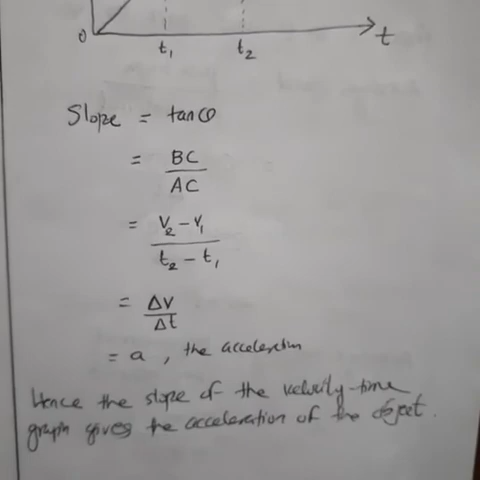 0 t₁ t₂ t
Slope = tanφ
= BC/AC
= V₂ - V₁/t₂ - t₁
= ΔV/Δt
= a, the acceleration
Hence the slope of the velocity-time
graph gives the acceleration of the object.